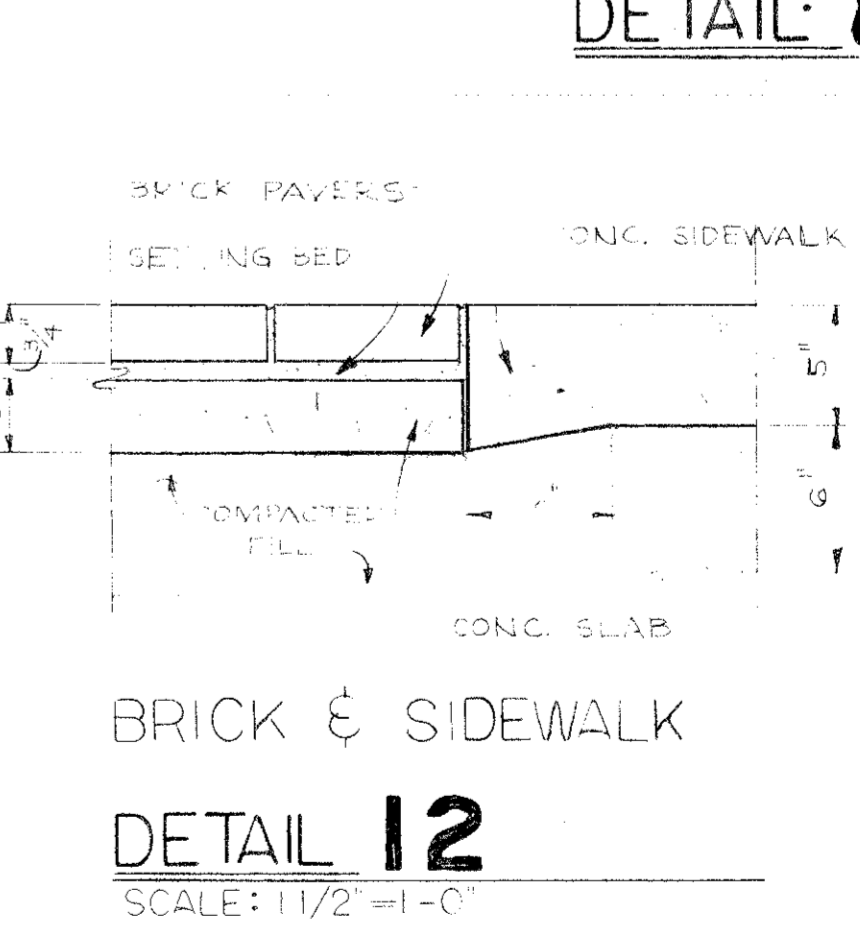 DETAIL:
BRICK PAVERS
SETTING BED
CONC. SIDEWALK
5"
6"
COMPACTED
FILL
CONC. SLAB
BRICK & SIDEWALK
DETAIL 12
SCALE: 1 1/2"=1-0"